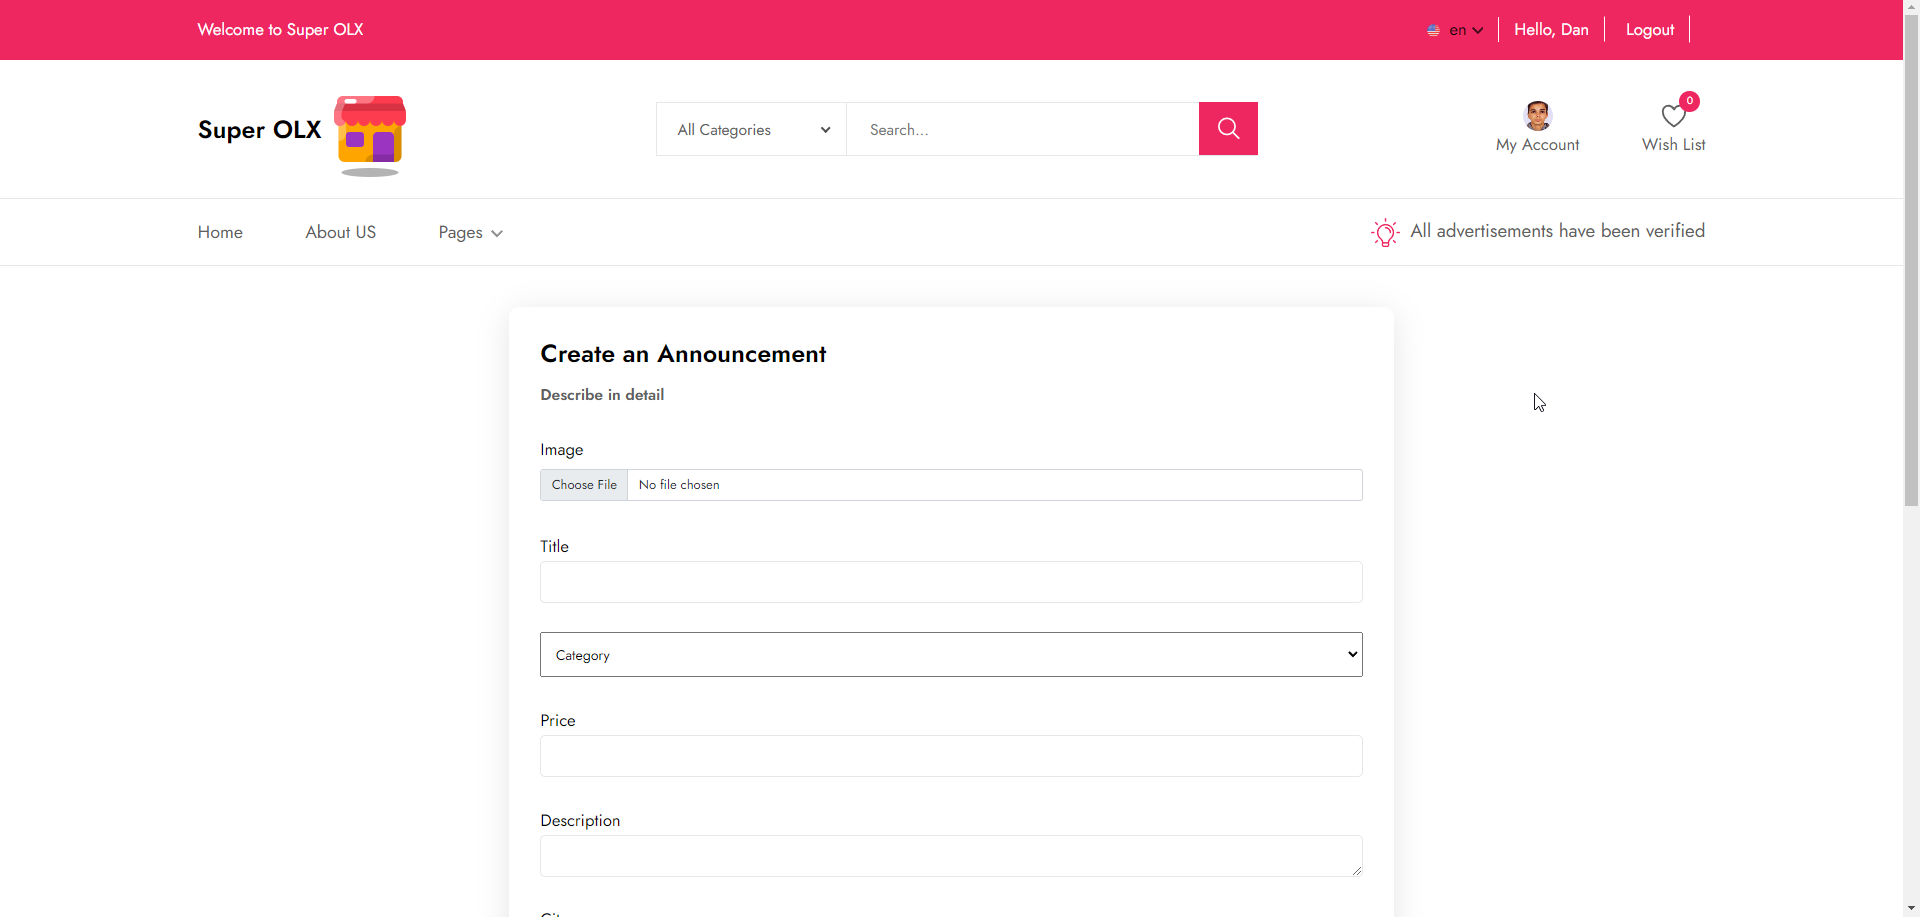 Welcome to Super OLX
en
Hello, Dan
Logout
Super OLX
All Categories
Search...
My Account
0
Wish List
Home
About US
Pages
All advertisements have been verified
Create an Announcement
Describe in detail
Image
Choose File
No file chosen
Title
Category
Price
Description